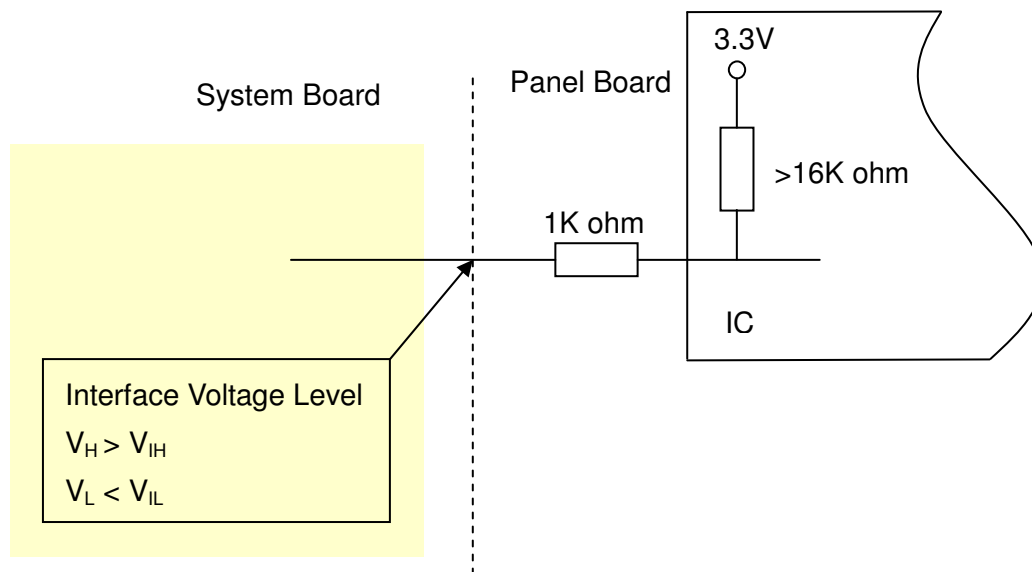 3.3V
System Board
Panel Board
>16K ohm
1K ohm
IC
Interface Voltage Level
VH > VIH
VL < VIL